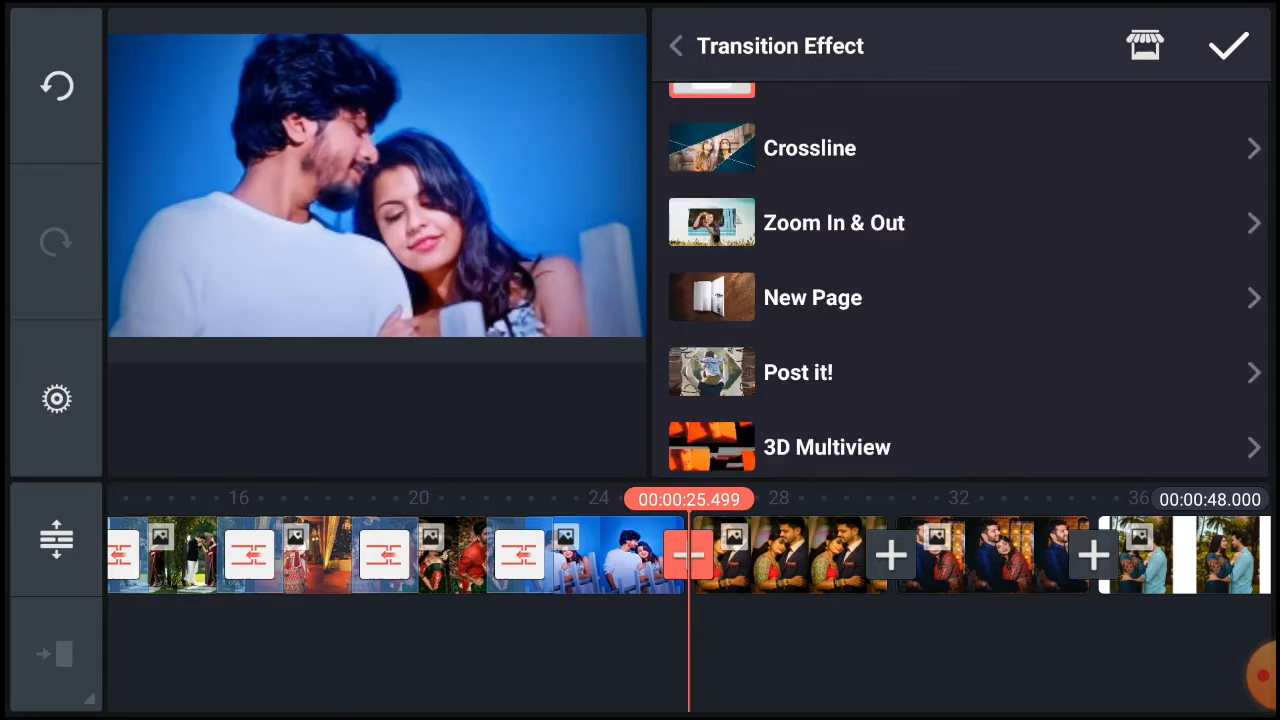 Transition Effect
Crossline
Zoom In & Out
New Page
Post it!
3D Multiview
16
20
24
00:00:25.499
28
32
36
00:00:48.000